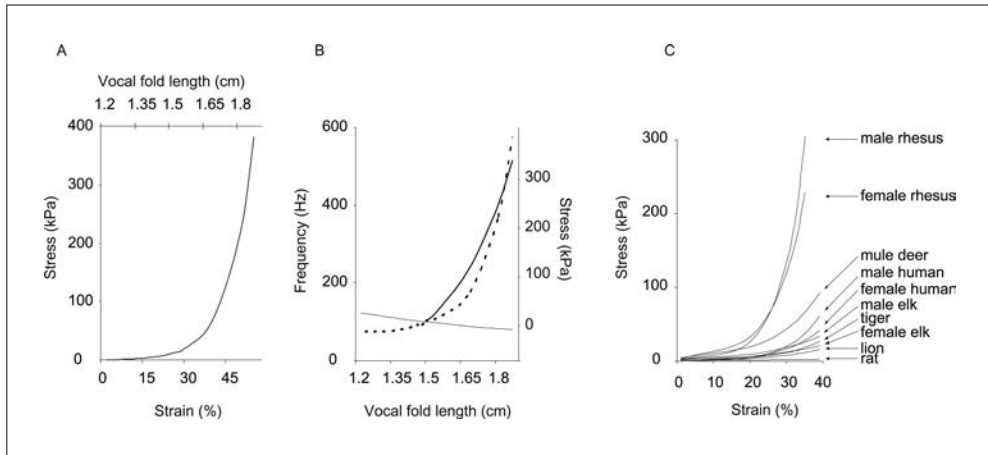 A
Vocal fold length (cm)
1.2 1.35 1.5 1.65 1.8
400
300
200
100
0
Stress (kPa)
0 15 30 45
Strain (%)
B
600
400
200
0
Frequency (Hz)
300
200
100
0
Stress (kPa)
1.2 1.35 1.5 1.65 1.8
Vocal fold length (cm)
C
300
200
100
0
Stress (kPa)
0 10 20 30 40
Strain (%)
male rhesus
female rhesus
mule deer
male human
female human
male elk
tiger
female elk
lion
rat